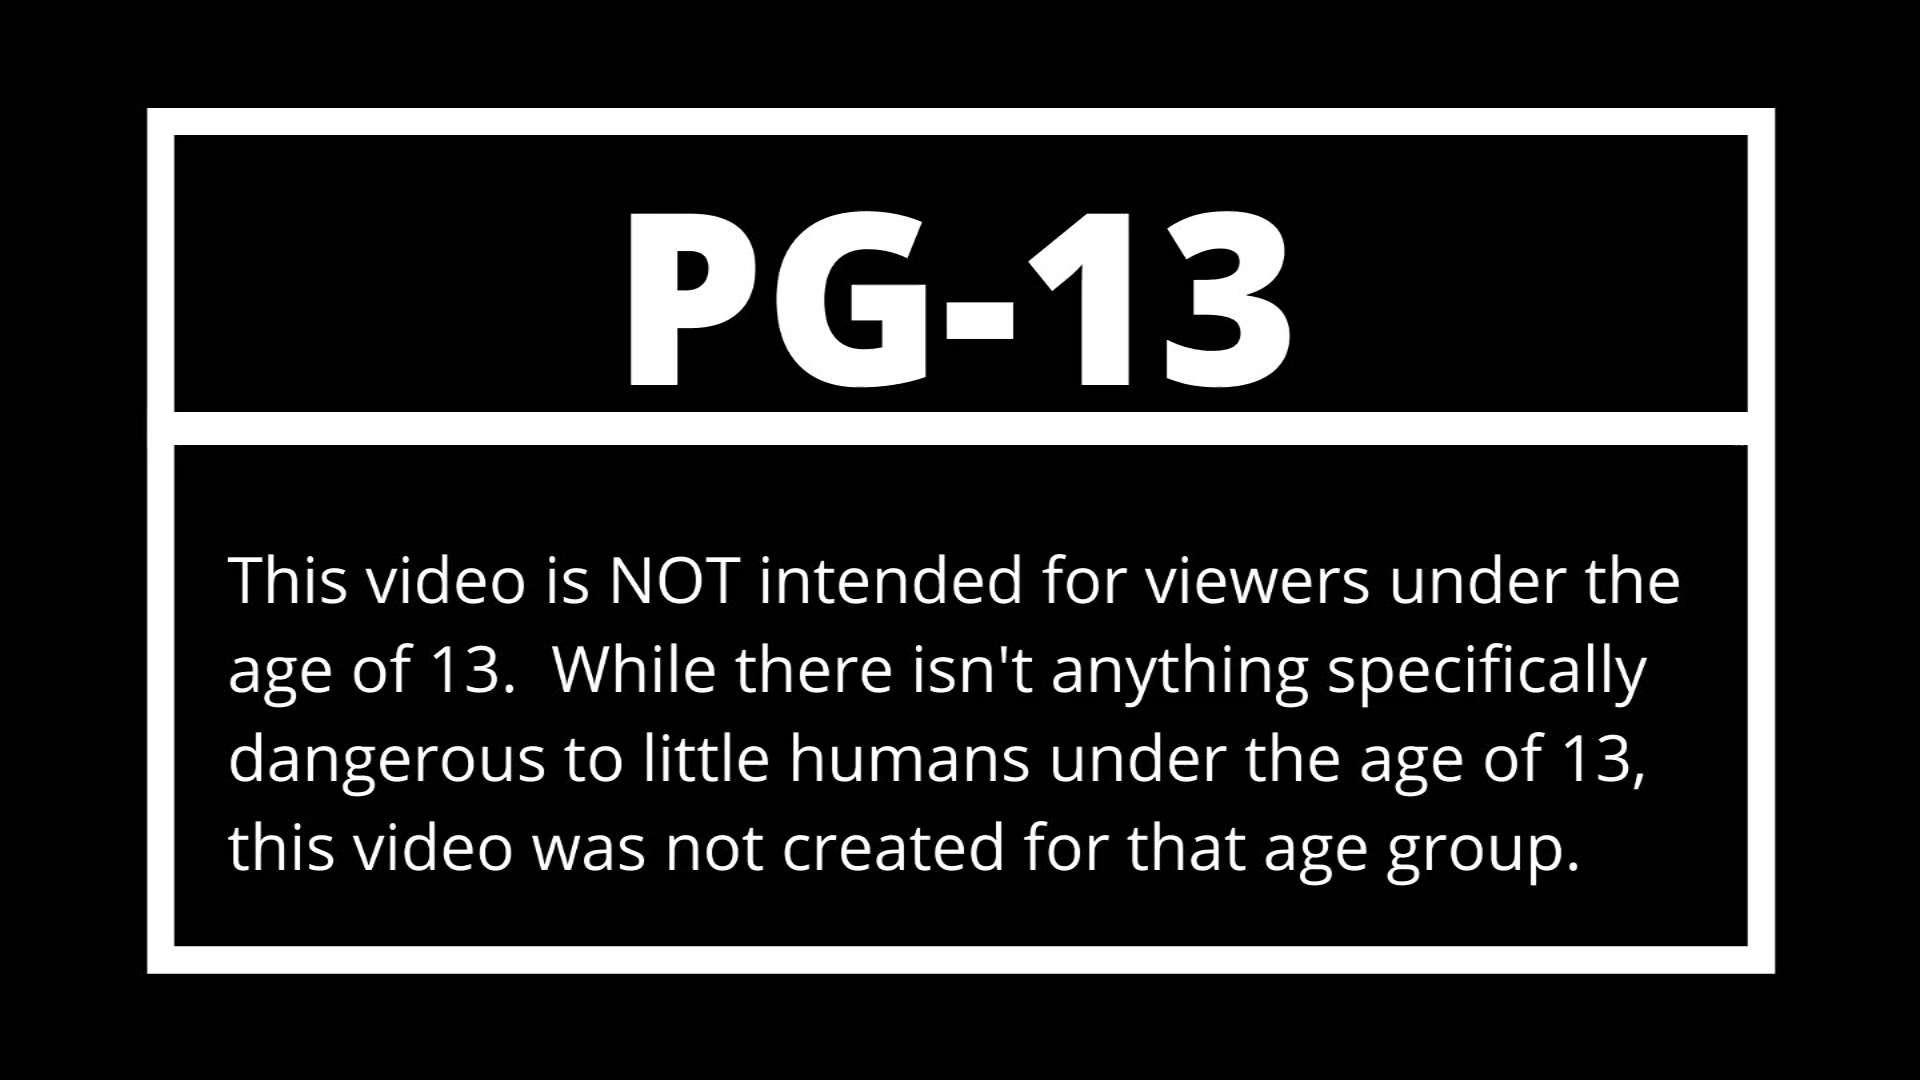 PG-13
This video is NOT intended for viewers under the
age of 13.  While there isn't anything specifically
dangerous to little humans under the age of 13,
this video was not created for that age group.